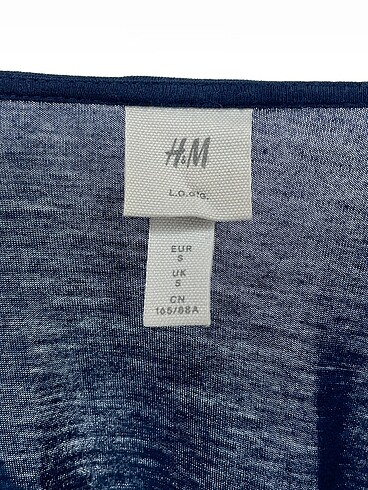 H&M
L.O.G.G.
EUR
S
UK
S
CN
165/88A